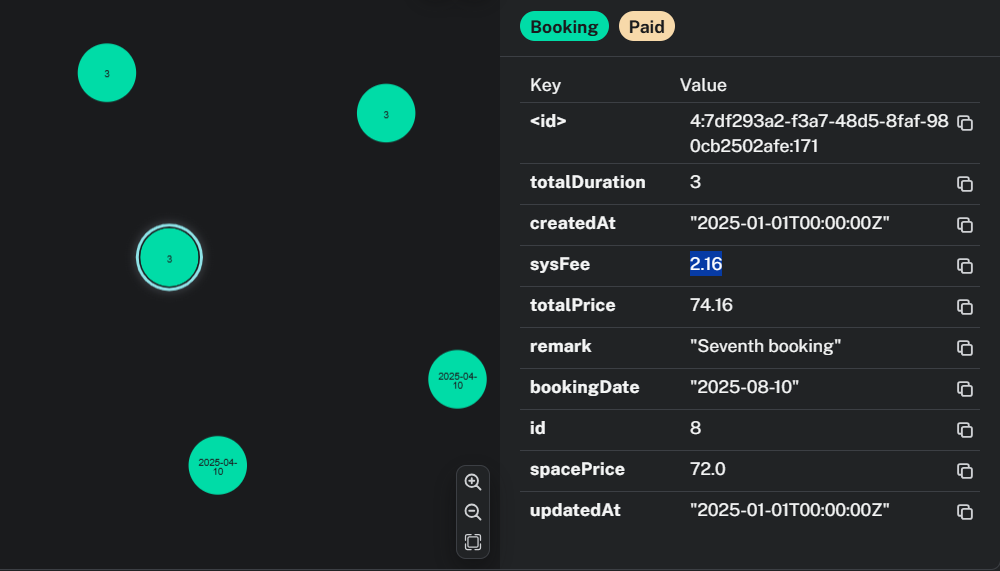 3
3
3
2025-04-
10
2025-04-
10
Booking Paid
Key Value
<id> 4:7df293a2-f3a7-48d5-8faf-98
0cb2502afe:171
totalDuration 3
createdAt "2025-01-01T00:00:00Z"
sysFee 2.16
totalPrice 74.16
remark "Seventh booking"
bookingDate "2025-08-10"
id 8
spacePrice 72.0
updatedAt "2025-01-01T00:00:00Z"